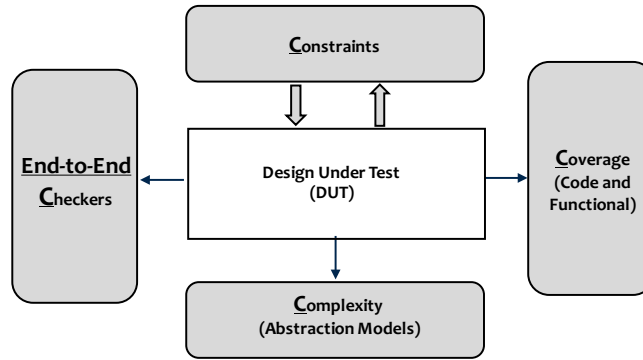 Constraints
End-to-End
Checkers
Design Under Test
(DUT)
Coverage
(Code and
Functional)
Complexity
(Abstraction Models)